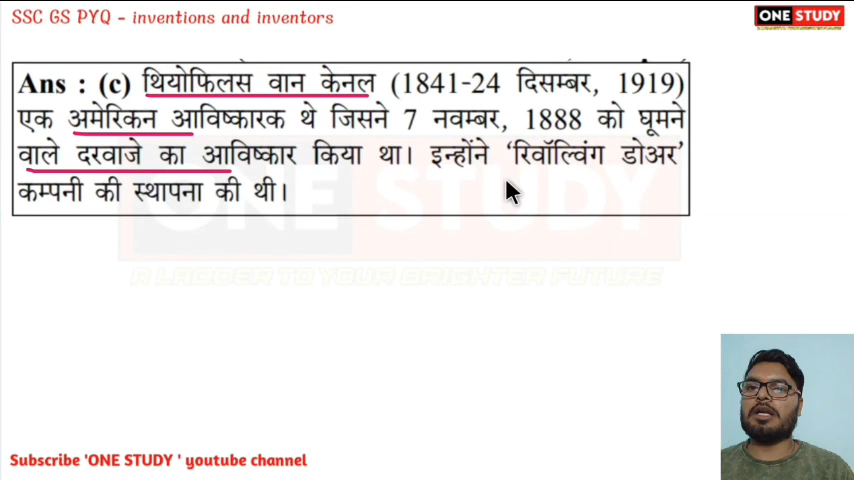 SSC GS PYQ - inventions and inventors
ONE STUDY
Ans : (c) थियोफिलस वान केनल (1841-24 दिसम्बर, 1919)
एक अमेरिकन आविष्कारक थे जिसने 7 नवम्बर, 1888 को घूमने
वाले दरवाजे का आविष्कार किया था। इन्होंने ‘रिवॉल्विंग डोअर’
कम्पनी की स्थापना की थी।
ONE STUDY
A LADDER TO YOUR BRIGHTER FUTURE
Subscribe 'ONE STUDY ' youtube channel